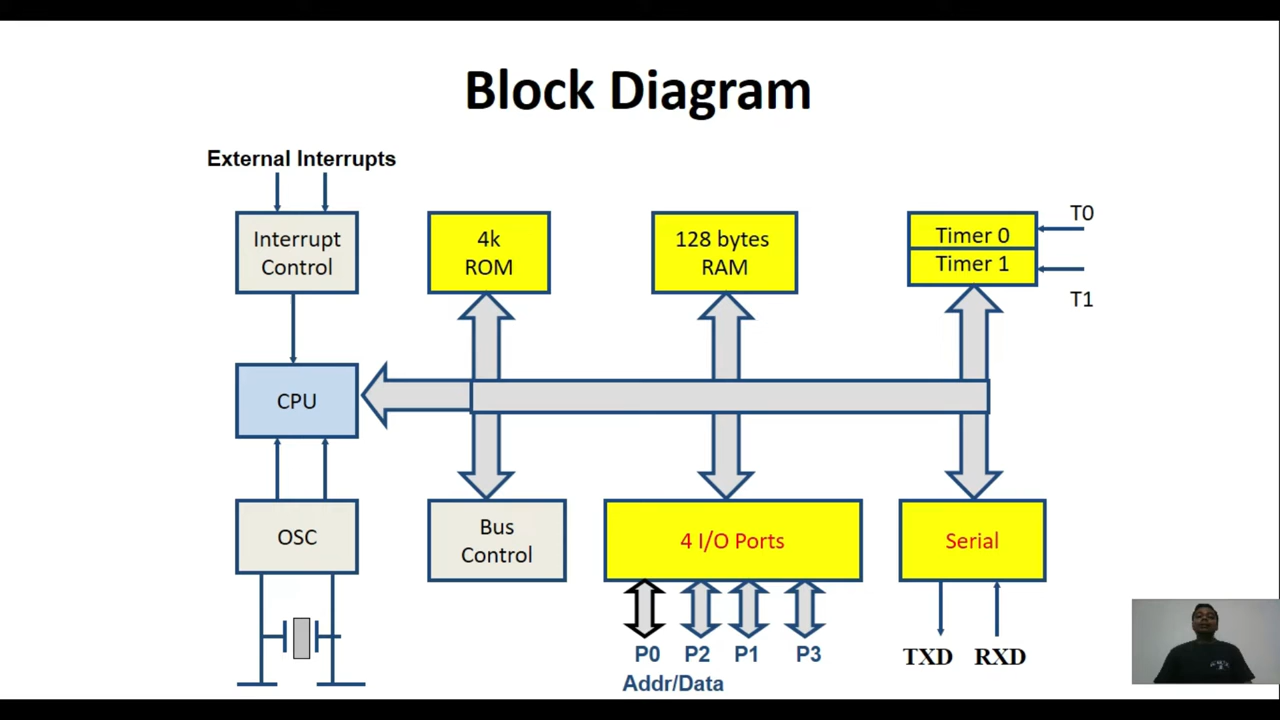 Block Diagram
External Interrupts
Interrupt
Control
4k
ROM
128 bytes
RAM
Timer 0
Timer 1
T0
T1
CPU
OSC
Bus
Control
4 I/O Ports
Serial
P0 P2 P1 P3
Addr/Data
TXD RXD